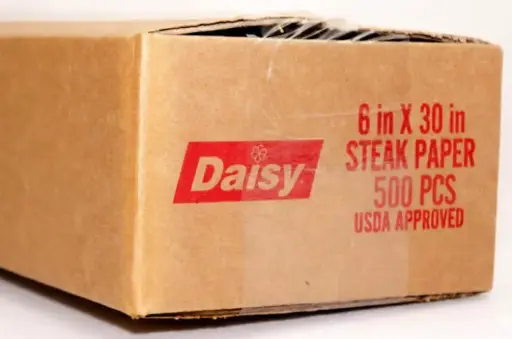 Daisy
6 in X 30 in
STEAK PAPER
500 PCS
USDA APPROVED